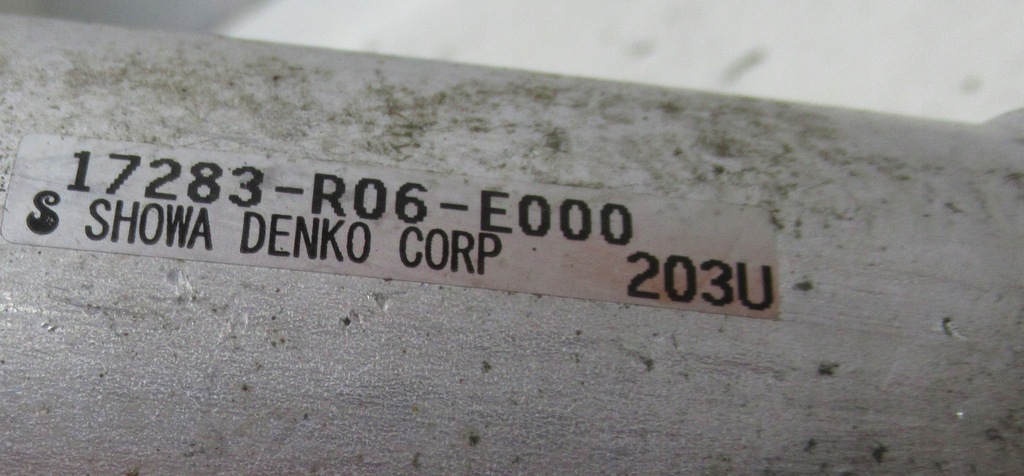 17283-R06-E000
S SHOWA DENKO CORP
203U